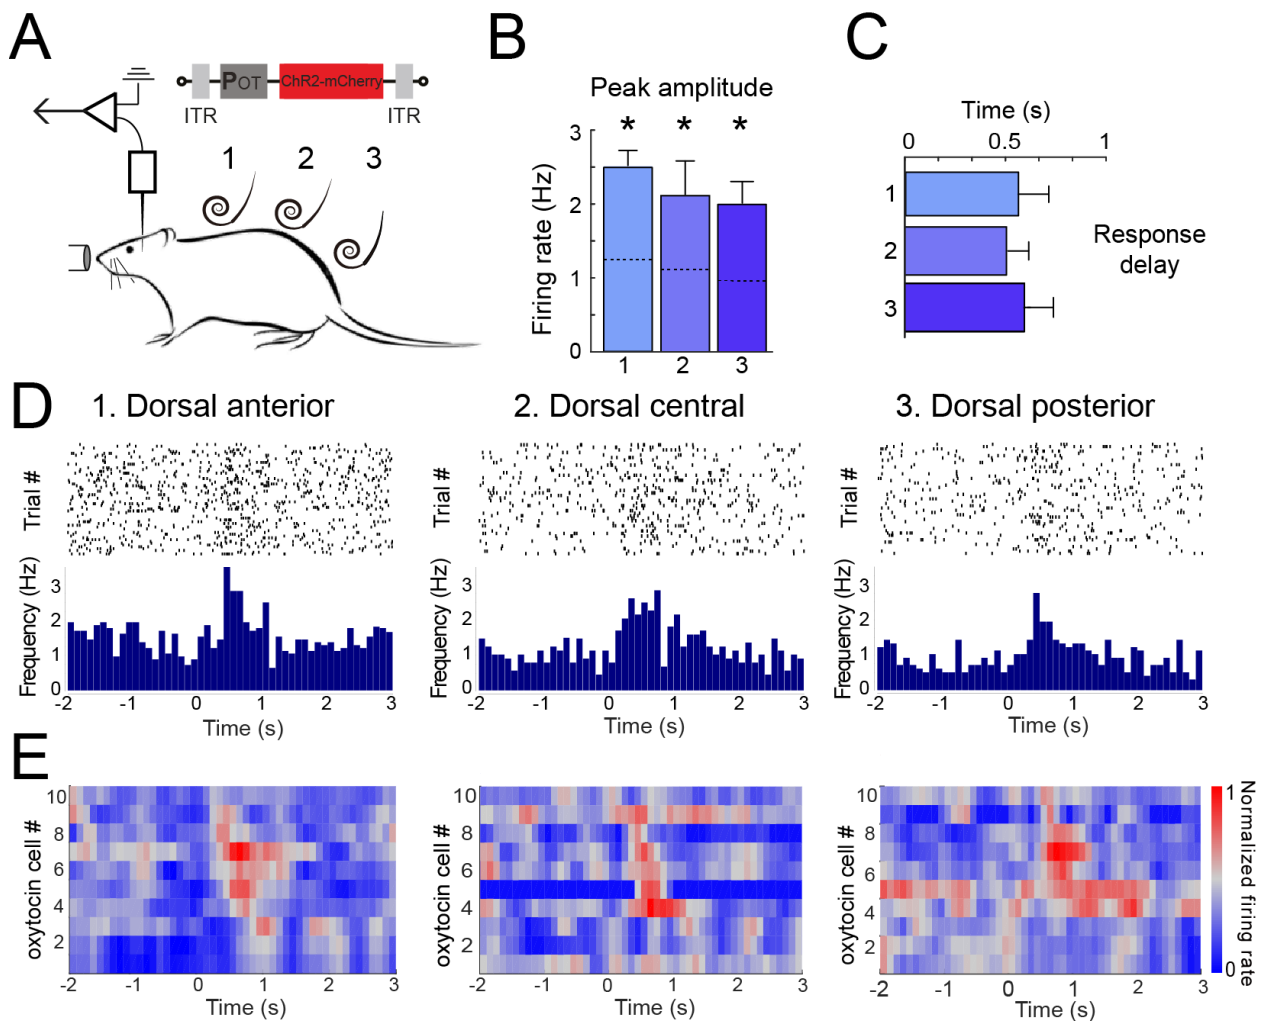 A
B
C
POT
ChR2-mCherry
ITR
ITR
1
2
3
Peak amplitude
* * *
Firing rate (Hz)
3
2
1
0
1
2
3
Time (s)
0
0.5
1
1
2
3
Response
delay
D
1. Dorsal anterior
2. Dorsal central
3. Dorsal posterior
Trial #
Trial #
Trial #
Frequency (Hz)
3
2
1
0
-2 -1 0 1 2 3
Time (s)
Frequency (Hz)
3
2
1
0
-2 -1 0 1 2 3
Time (s)
Frequency (Hz)
3
2
1
0
-2 -1 0 1 2 3
Time (s)
E
oxytocin cell #
10
8
6
4
2
-2 -1 0 1 2 3
Time (s)
oxytocin cell #
10
8
6
4
2
-2 -1 0 1 2 3
Time (s)
oxytocin cell #
10
8
6
4
2
-2 -1 0 1 2 3
Time (s)
1
0
Normalized firing rate